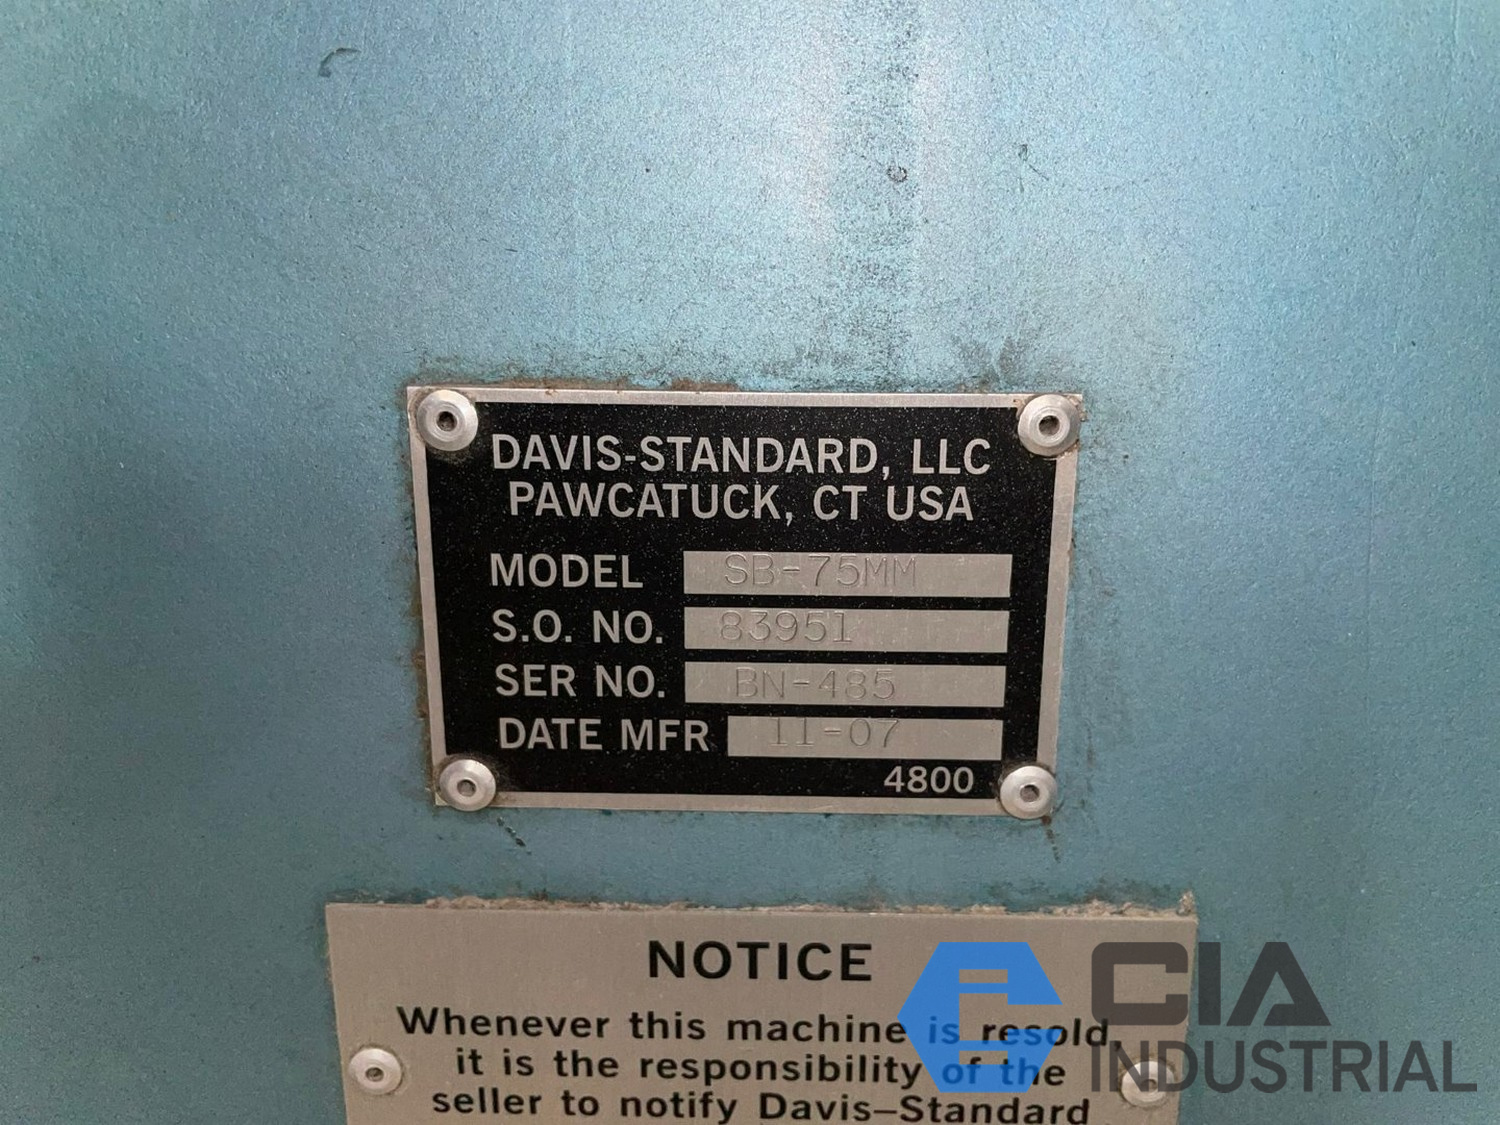 DAVIS-STANDARD, LLC
PAWCATUCK, CT USA
MODEL SB-75MM
S.O. NO. 83951
SER NO. BN-485
DATE MFR 11-07
4800
NOTICE
Whenever this machine is resold,
it is the responsibility of the
seller to notify Davis-Standard
CIA
INDUSTRIAL